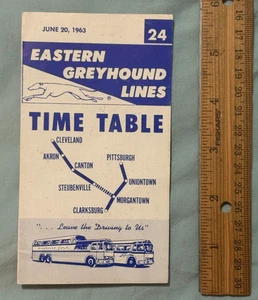 JUNE 20, 1963
24
EASTERN
GREYHOUND
LINES
TIME TABLE
CLEVELAND
AKRON
CANTON
PITTSBURGH
STEUBENVILLE
UNIONTOWN
MORGANTOWN
CLARKSBURG
". . . Leave the Driving to Us"
FISKARS